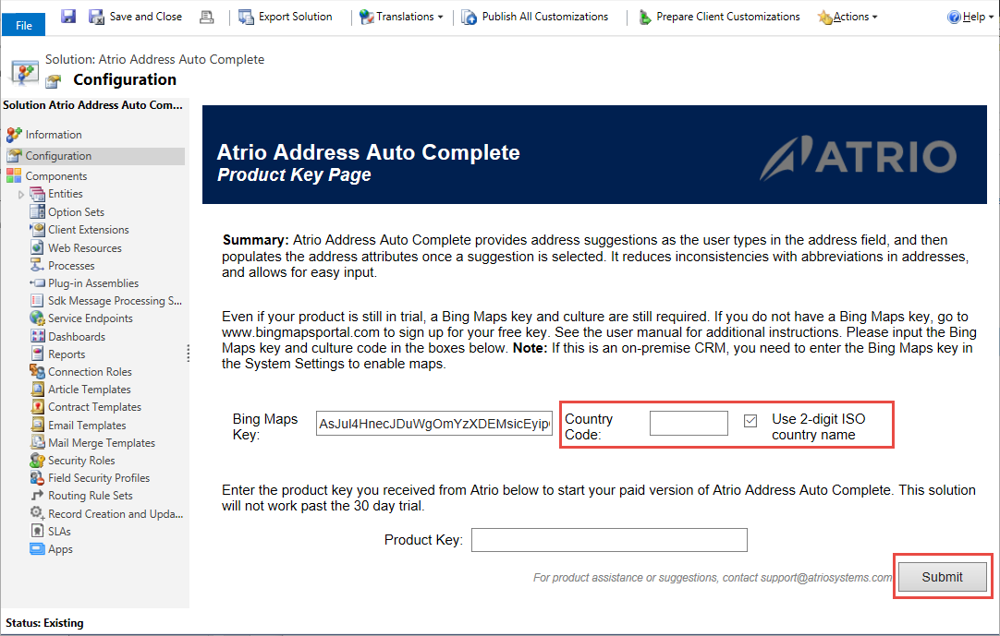 File
Save and Close
Export Solution
Translations
Publish All Customizations
Prepare Client Customizations
Actions
Help
Solution: Atrio Address Auto Complete
Configuration
Solution Atrio Address Auto Com...
Information
Configuration
Components
Entities
Option Sets
Client Extensions
Web Resources
Processes
Plug-in Assemblies
Sdk Message Processing S...
Service Endpoints
Dashboards
Reports
Connection Roles
Article Templates
Contract Templates
Email Templates
Mail Merge Templates
Security Roles
Field Security Profiles
Routing Rule Sets
Record Creation and Upda...
SLAs
Apps
Atrio Address Auto Complete
Product Key Page
ATRIO
Summary: Atrio Address Auto Complete provides address suggestions as the user types in the address field, and then
populates the address attributes once a suggestion is selected. It reduces inconsistencies with abbreviations in addresses,
and allows for easy input.
Even if your product is still in trial, a Bing Maps key and culture are still required. If you do not have a Bing Maps key, go to
www.bingmapsportal.com to sign up for your free key. See the user manual for additional instructions. Please input the Bing
Maps key and culture code in the boxes below. Note: If this is an on-premise CRM, you need to enter the Bing Maps key in
the System Settings to enable maps.
Bing Maps
Key:
AsJul4HnecJDuWgOmYzXDEMsicEyip
Country
Code:
Use 2-digit ISO
country name
Enter the product key you received from Atrio below to start your paid version of Atrio Address Auto Complete. This solution
will not work past the 30 day trial.
Product Key:
For product assistance or suggestions, contact support@atriosystems.com
Submit
Status: Existing